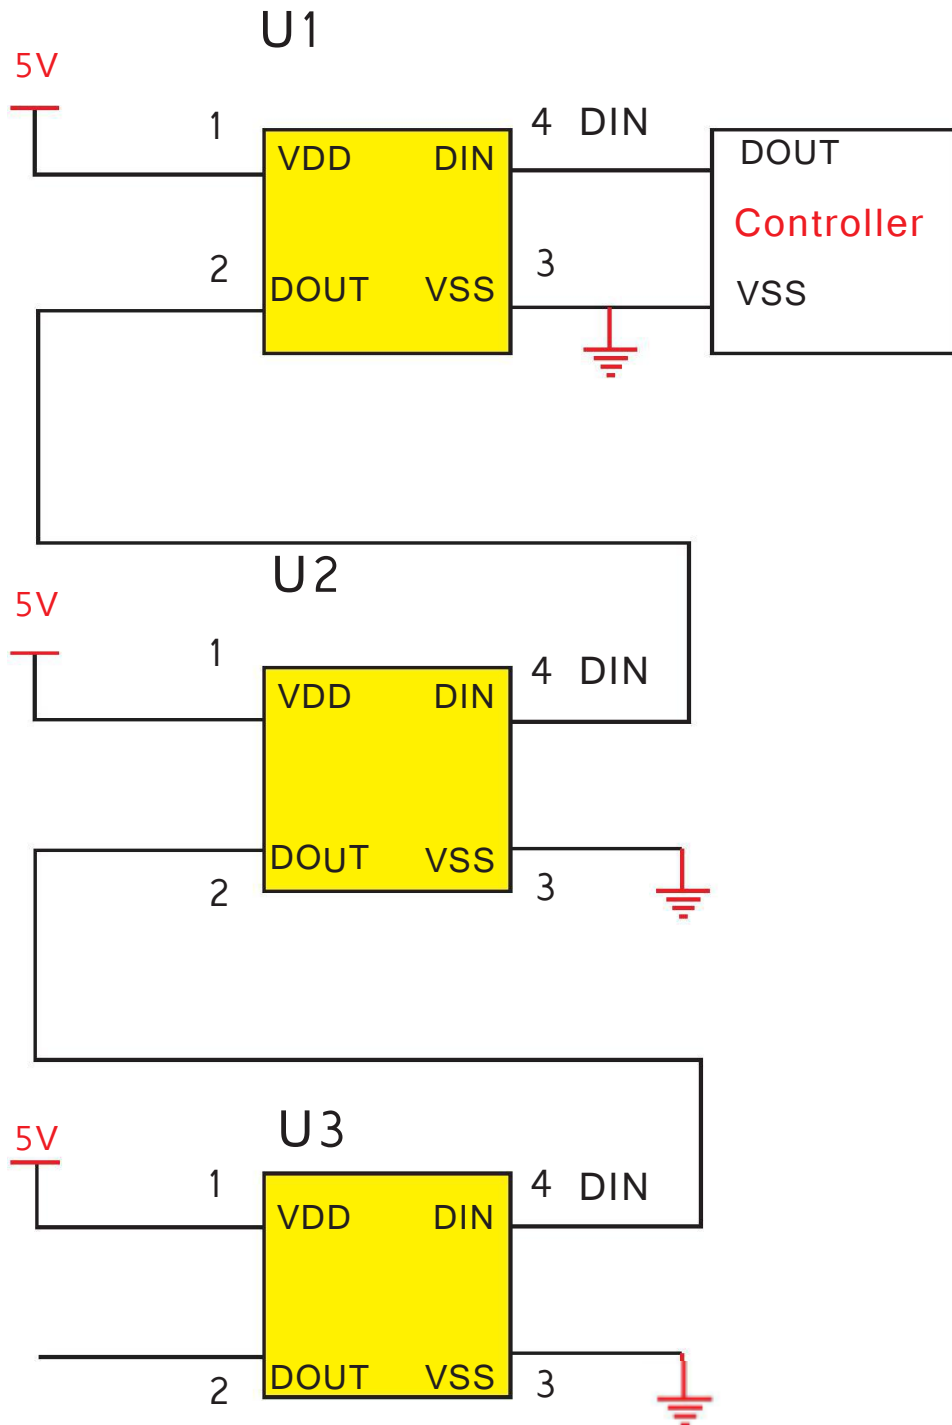 U1
5V
1
4 DIN
VDD
DIN
DOUT
Controller
2
3
DOUT
VSS
VSS
U2
5V
1
4 DIN
VDD
DIN
DOUT
VSS
2
3
U3
5V
1
4 DIN
VDD
DIN
DOUT
VSS
2
3